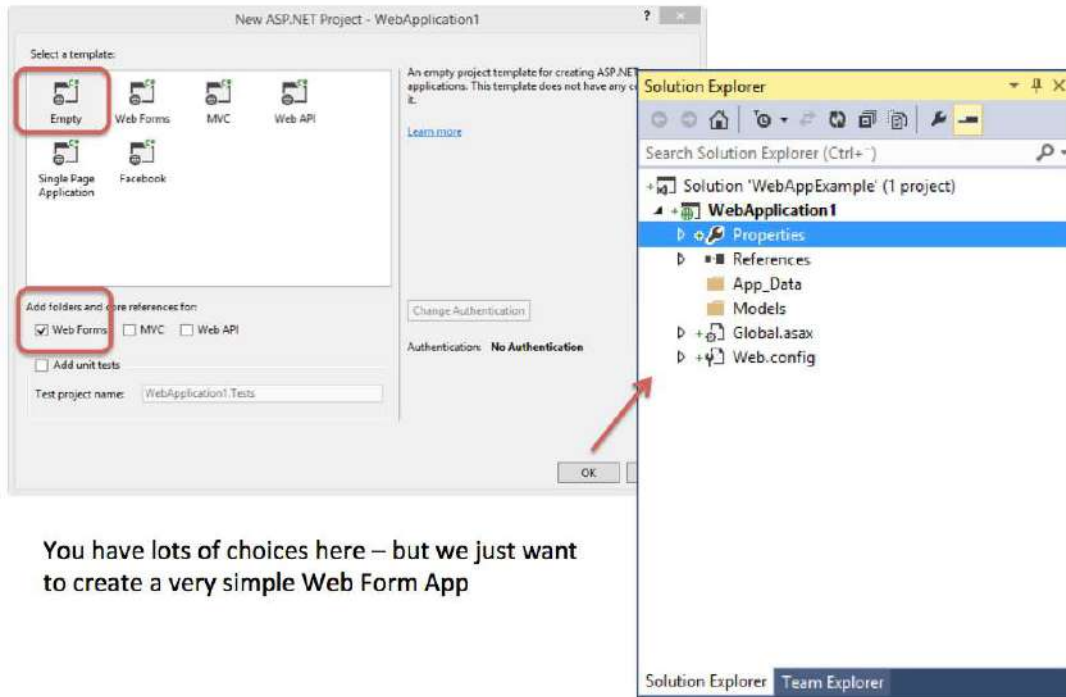 New ASP.NET Project - WebApplication1
?
Select a template:
Empty
Web Forms
MVC
Web API
Single Page
Application
Facebook
An empty project template for creating ASP.NET
applications. This template does not have any
it.
Learn more
Add folders and core references for:
Web Forms
MVC
Web API
Add unit tests
Test project name:
WebApplication1.Tests
Change Authentication
Authentication: No Authentication
OK
Solution Explorer
Search Solution Explorer (Ctrl+¨)
Solution 'WebAppExample' (1 project)
WebApplication1
Properties
References
App_Data
Models
Global.asax
Web.config
Solution Explorer Team Explorer
You have lots of choices here – but we just want
to create a very simple Web Form App